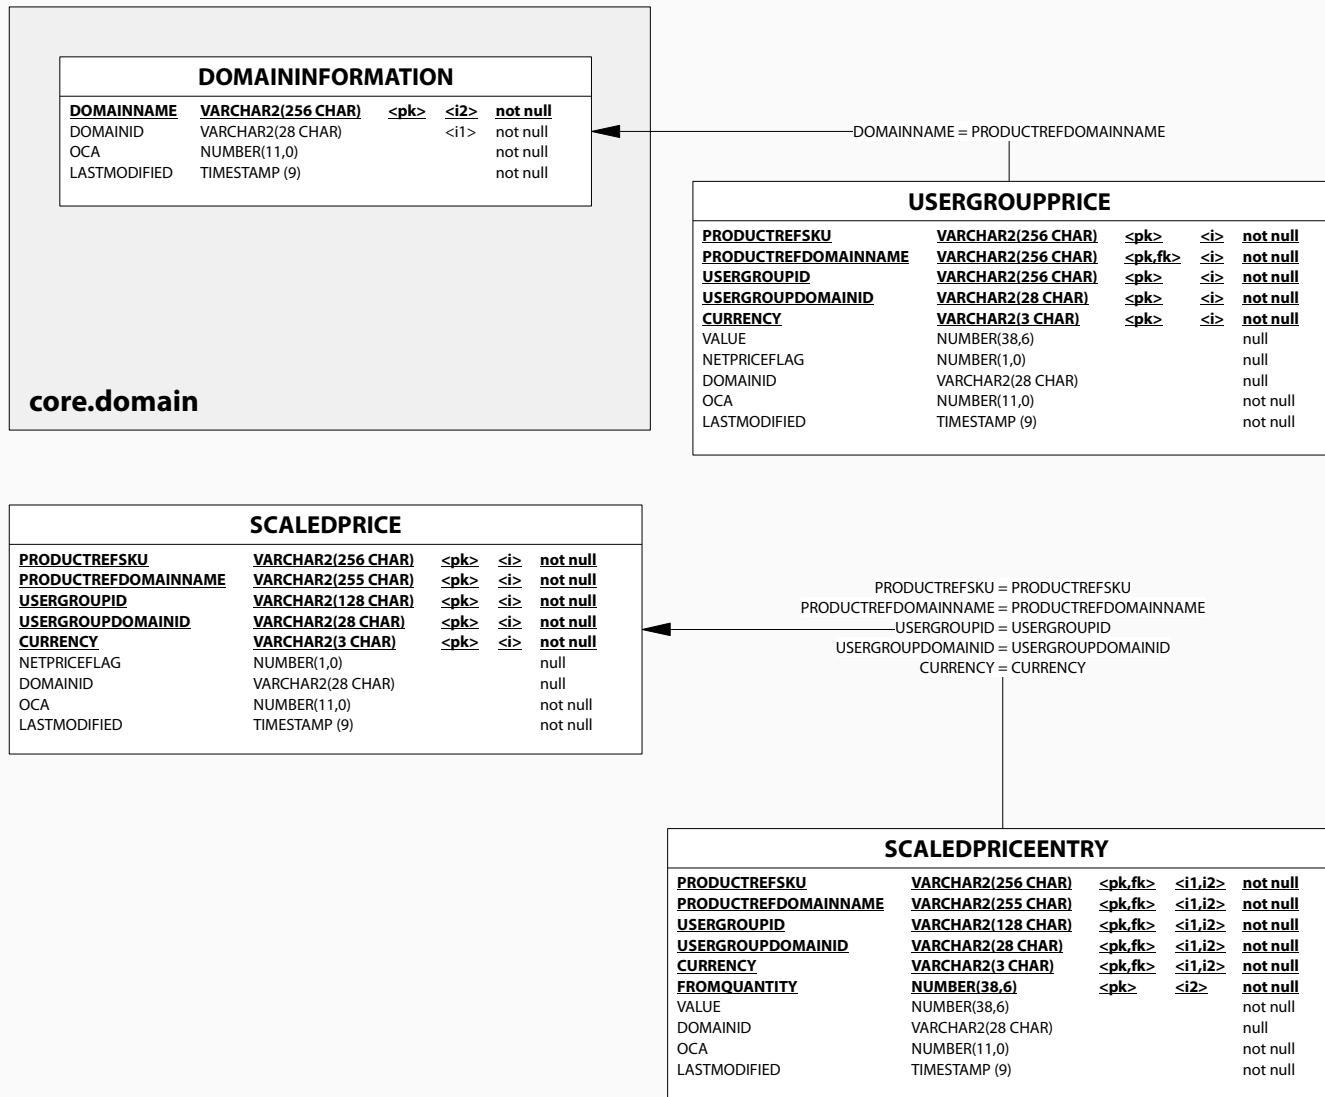 DOMAININFORMATION
DOMAINNAME VARCHAR2(256 CHAR) <pk> <i2> not null
DOMAINID VARCHAR2(28 CHAR) <i1> not null
OCA NUMBER(11,0) not null
LASTMODIFIED TIMESTAMP (9) not null
core.domain
DOMAINNAME = PRODUCTREFDOMAINNAME
USERGROUPPRICE
PRODUCTREFSKU VARCHAR2(256 CHAR) <pk> <i> not null
PRODUCTREFDOMAINNAME VARCHAR2(256 CHAR) <pk,fk> <i> not null
USERGROUPID VARCHAR2(256 CHAR) <pk> <i> not null
USERGROUPDOMAINID VARCHAR2(28 CHAR) <pk> <i> not null
CURRENCY VARCHAR2(3 CHAR) <pk> <i> not null
VALUE NUMBER(38,6) null
NETPRICEFLAG NUMBER(1,0) null
DOMAINID VARCHAR2(28 CHAR) null
OCA NUMBER(11,0) not null
LASTMODIFIED TIMESTAMP (9) not null
SCALEDPRICE
PRODUCTREFSKU VARCHAR2(256 CHAR) <pk> <i> not null
PRODUCTREFDOMAINNAME VARCHAR2(255 CHAR) <pk> <i> not null
USERGROUPID VARCHAR2(128 CHAR) <pk> <i> not null
USERGROUPDOMAINID VARCHAR2(28 CHAR) <pk> <i> not null
CURRENCY VARCHAR2(3 CHAR) <pk> <i> not null
NETPRICEFLAG NUMBER(1,0) null
DOMAINID VARCHAR2(28 CHAR) null
OCA NUMBER(11,0) not null
LASTMODIFIED TIMESTAMP (9) not null
PRODUCTREFSKU = PRODUCTREFSKU
PRODUCTREFDOMAINNAME = PRODUCTREFDOMAINNAME
USERGROUPID = USERGROUPID
USERGROUPDOMAINID = USERGROUPDOMAINID
CURRENCY = CURRENCY
SCALEDPRICEENTRY
PRODUCTREFSKU VARCHAR2(256 CHAR) <pk,fk> <i1,i2> not null
PRODUCTREFDOMAINNAME VARCHAR2(255 CHAR) <pk,fk> <i1,i2> not null
USERGROUPID VARCHAR2(128 CHAR) <pk,fk> <i1,i2> not null
USERGROUPDOMAINID VARCHAR2(28 CHAR) <pk,fk> <i1,i2> not null
CURRENCY VARCHAR2(3 CHAR) <pk,fk> <i1,i2> not null
FROMQUANTITY NUMBER(38,6) <pk> <i2> not null
VALUE NUMBER(38,6) not null
DOMAINID VARCHAR2(28 CHAR) null
OCA NUMBER(11,0) not null
LASTMODIFIED TIMESTAMP (9) not null